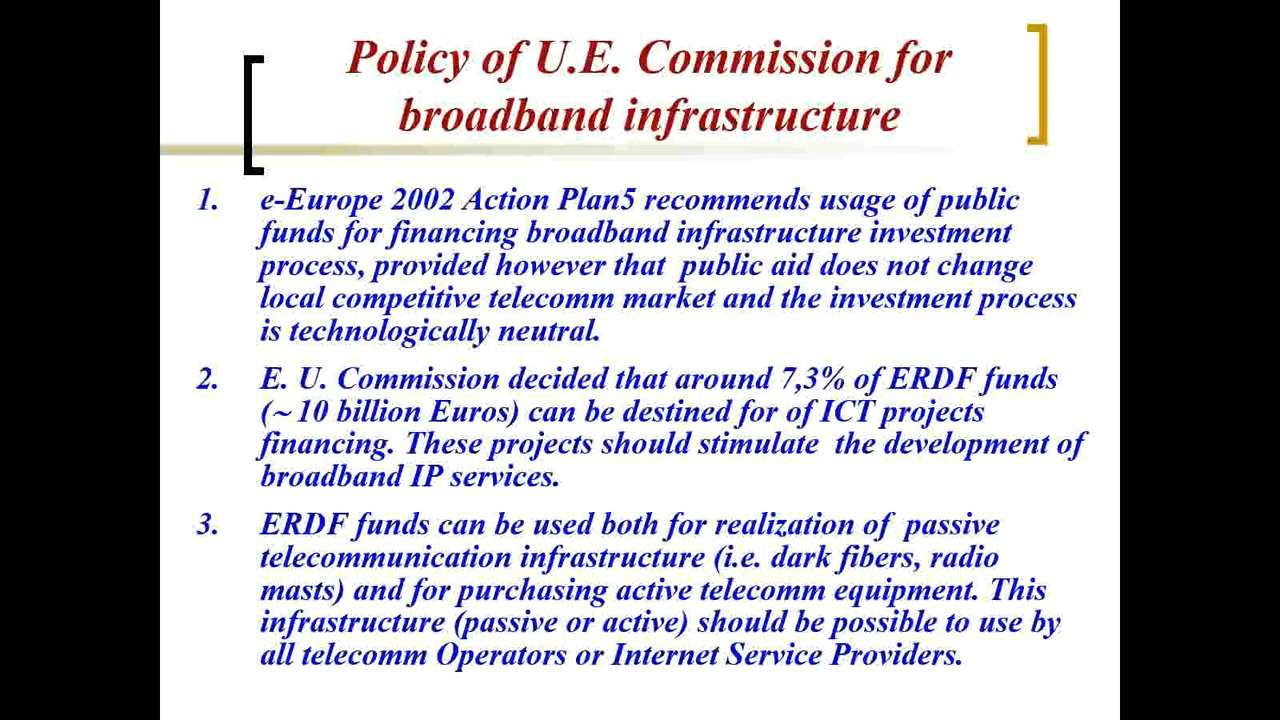 Policy of U.E. Commission for
broadband infrastructure
1. e-Europe 2002 Action Plan5 recommends usage of public
funds for financing broadband infrastructure investment
process, provided however that public aid does not change
local competitive telecomm market and the investment process
is technologically neutral.
2. E. U. Commission decided that around 7,3% of ERDF funds
(~ 10 billion Euros) can be destined for of ICT projects
financing. These projects should stimulate the development of
broadband IP services.
3. ERDF funds can be used both for realization of passive
telecommunication infrastructure (i.e. dark fibers, radio
masts) and for purchasing active telecomm equipment. This
infrastructure (passive or active) should be possible to use by
all telecomm Operators or Internet Service Providers.